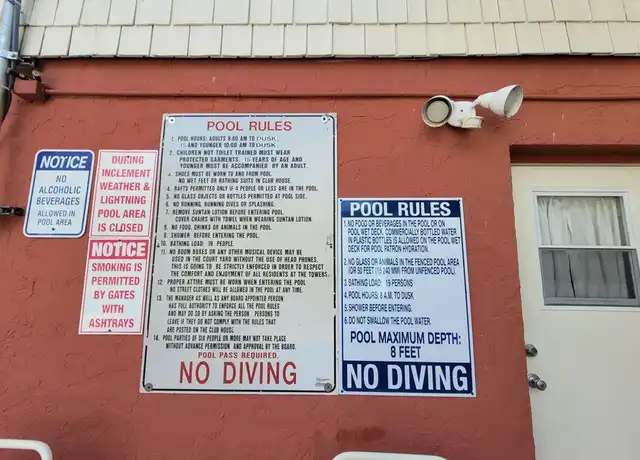 NOTICE
NO
ALCOHOLIC
BEVERAGES
ALLOWED IN
POOL AREA
DURING
INCLEMENT
WEATHER &
LIGHTNING
POOL AREA
IS CLOSED
NOTICE
SMOKING IS
PERMITTED
BY GATES
WITH
ASHTRAYS
POOL RULES
1. POOL HOURS: ADULTS 8:00 AM TO DUSK,
15 AND YOUNGER 10:00 AM TO DUSK.
2. CHILDREN NOT TOILET TRAINED MUST WEAR
PROTECTED GARMENTS. 15 YEARS OF AGE AND
YOUNGER MUST BE ACCOMPANIED BY AN ADULT.
3. SHOES MUST BE WORN TO AND FROM POOL.
NO WET FEET OR BATHING SUITS IN CLUB HOUSE.
4. RAFTS PERMITTED ONLY IF 4 PEOPLE OR LESS ARE IN THE POOL.
5. NO GLASS OBJECTS OR BOTTLES PERMITTED AT POOL SIDE.
6. NO RUNNING, RUNNING DIVES OR SPLASHING.
7. REMOVE SUNTAN LOTION BEFORE ENTERING POOL.
COVER CHAIRS WITH TOWEL WHEN WEARING SUNTAN LOTION.
8. NO FOOD, DRINKS OR ANIMALS IN THE POOL.
9. SHOWER BEFORE ENTERING THE POOL.
10. BATHING LOAD: 19 PEOPLE.
11. NO BOOM BOXES OR ANY OTHER MUSICAL DEVICE MAY BE
USED IN THE COURT YARD WITHOUT THE USE OF HEAD PHONES.
THIS IS GOING TO BE STRICTLY ENFORCED IN ORDER TO RESPECT
THE COMFORT AND ENJOYMENT OF ALL RESIDENTS AT THE TOWERS.
12. PROPER ATTIRE MUST BE WORN WHEN ENTERING THE POOL
NO STREET CLOTHES WILL BE ALLOWED IN THE POOL AT ANY TIME.
13. THE MANAGER AS WELL AS ANY BOARD APPOINTED PERSON
HAS FULL AUTHORITY TO ENFORCE ALL THE POOL RULES
AND MAY DO SO BY ASKING THE PERSON / PERSONS TO
LEAVE IF THEY DO NOT COMPLY WITH THE RULES THAT
ARE POSTED ON THE CLUB HOUSE.
14. POOL PARTIES OF SIX PEOPLE OR MORE MAY NOT TAKE PLACE
WITHOUT ADVANCE PERMISSION AND APPROVAL BY THE BOARD.
POOL PASS REQUIRED.
NO DIVING
POOL RULES
1. NO FOOD OR BEVERAGES IN THE POOL OR ON
POOL WET DECK. COMMERCIALLY BOTTLED WATER
IN PLASTIC BOTTLES IS ALLOWED ON THE POOL WET
DECK FOR POOL PATRON HYDRATION.
2. NO GLASS OR ANIMALS IN THE FENCED POOL AREA
(OR 50 FEET (15 240 MM) FROM UNFENCED POOL)
3. BATHING LOAD: 19 PERSONS
4. POOL HOURS: 8 A.M. TO DUSK
5. SHOWER BEFORE ENTERING
6. DO NOT SWALLOW THE POOL WATER.
POOL MAXIMUM DEPTH:
8 FEET
NO DIVING